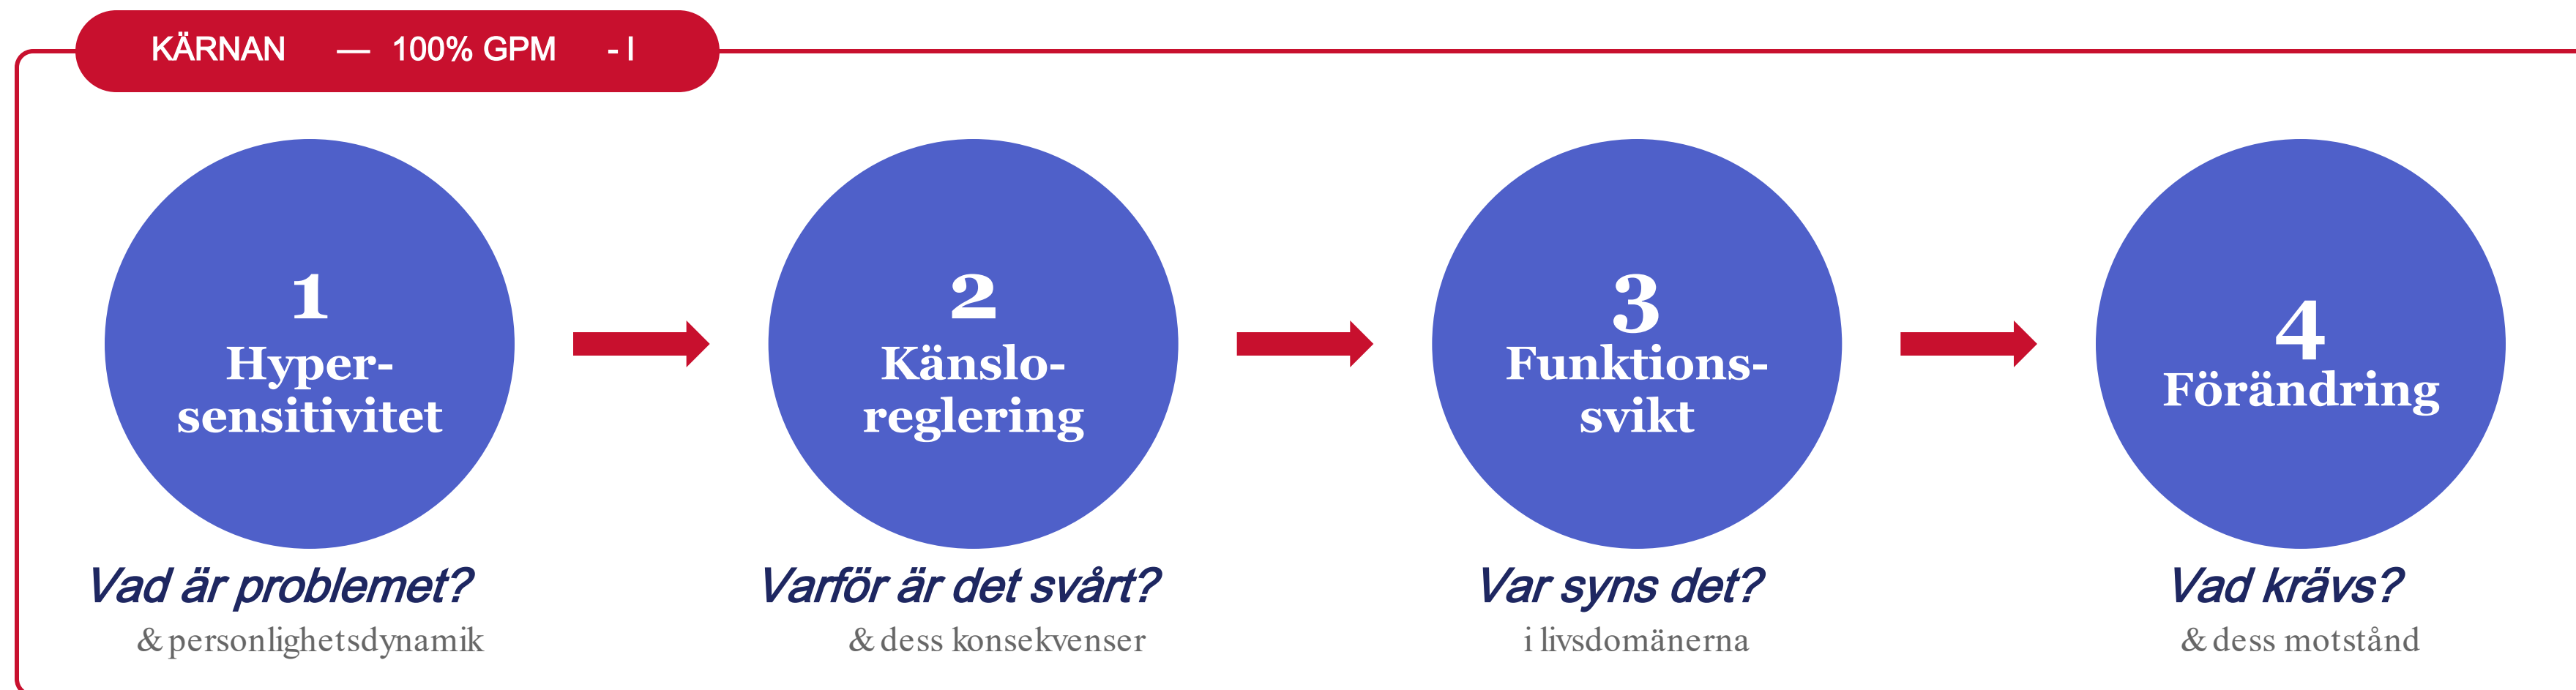 KÄRNAN — 100% GPM - I
1
Hyper-
sensitivitet
Vad är problemet?
& personlighetsdynamik
2
Känslo-
reglering
Varför är det svårt?
& dess konsekvenser
3
Funktions-
svikt
Var syns det?
i livsdomänerna
4
Förändring
Vad krävs?
& dess motstånd